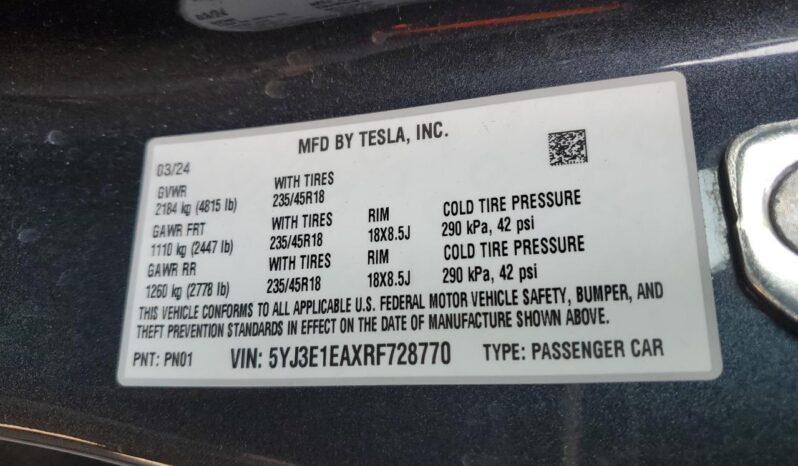 MFD BY TESLA, INC.
03/24
GVWR
2184 kg (4815 lb)
WITH TIRES
235/45R18
GAWR FRT
1110 kg (2447 lb)
WITH TIRES
235/45R18
RIM
18X8.5J
COLD TIRE PRESSURE
290 kPa, 42 psi
GAWR RR
1260 kg (2778 lb)
WITH TIRES
235/45R18
RIM
18X8.5J
COLD TIRE PRESSURE
290 kPa, 42 psi
THIS VEHICLE CONFORMS TO ALL APPLICABLE U.S. FEDERAL MOTOR VEHICLE SAFETY, BUMPER, AND
THEFT PREVENTION STANDARDS IN EFFECT ON THE DATE OF MANUFACTURE SHOWN ABOVE.
PNT: PN01 VIN: 5YJ3E1EAXRF728770 TYPE: PASSENGER CAR